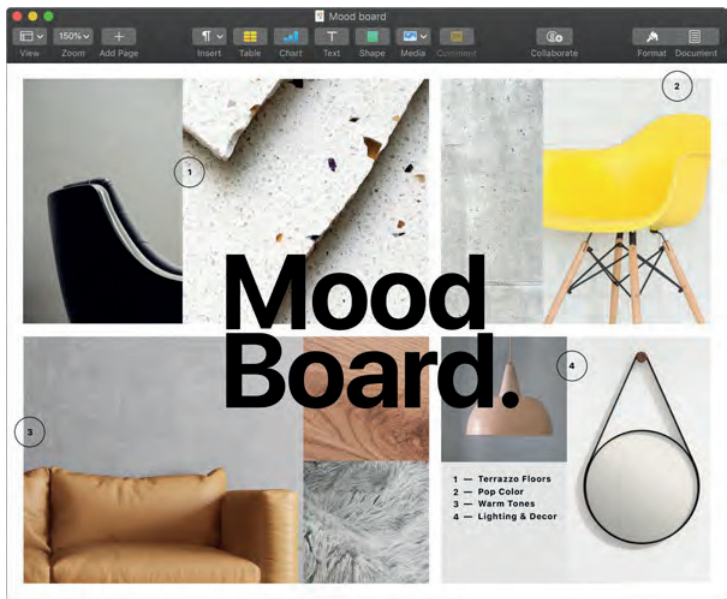 Mood board
150%
View
Zoom
Add Page
Insert
Table
Chart
Text
Shape
Media
Comment
Collaborate
Format
Document
1
2
Mood
Board.
3
4
1 — Terrazzo Floors
2 — Pop Color
3 — Warm Tones
4 — Lighting & Decor